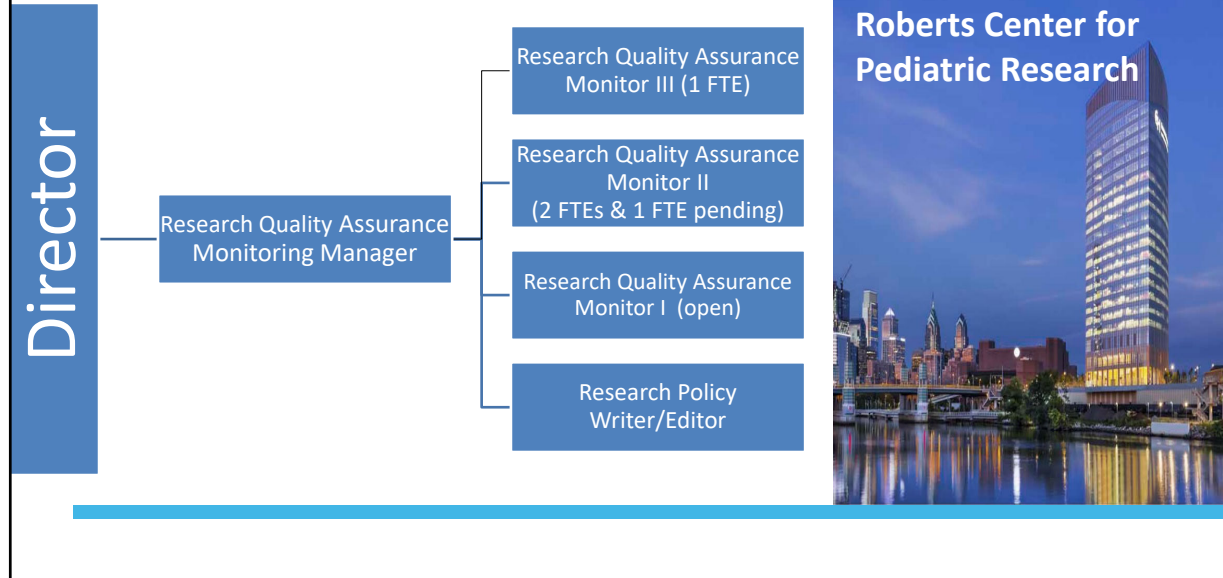 Director
Research Quality Assurance
Monitoring Manager
Research Quality Assurance
Monitor III (1 FTE)
Research Quality Assurance
Monitor II
(2 FTEs & 1 FTE pending)
Research Quality Assurance
Monitor I  (open)
Research Policy
Writer/Editor
Roberts Center for
Pediatric Research